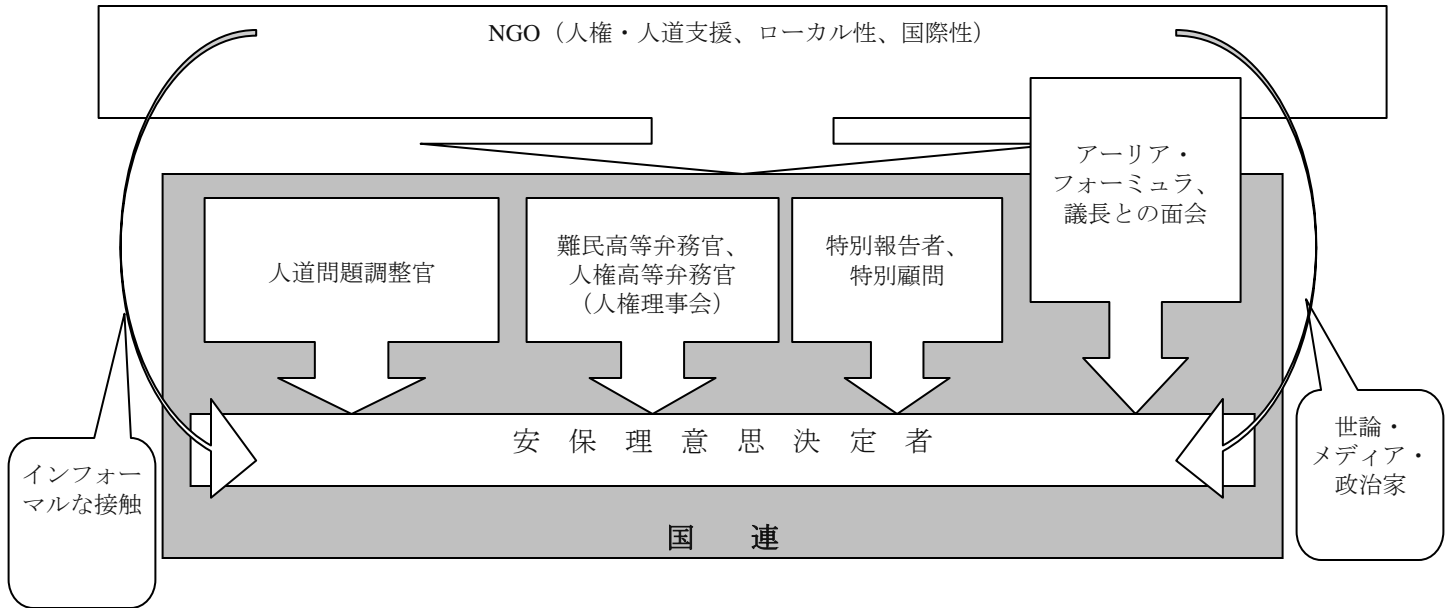 NGO（人権・人道支援、ローカル性、国際性）
アーリア・
フォーミュラ、
議長との面会
人道問題調整官
難民高等弁務官、
人権高等弁務官
（人権理事会）
特別報告者、
特別顧問
安保理意思決定者
インフォー
マルな接触
世論・
メディア・
政治家
国連